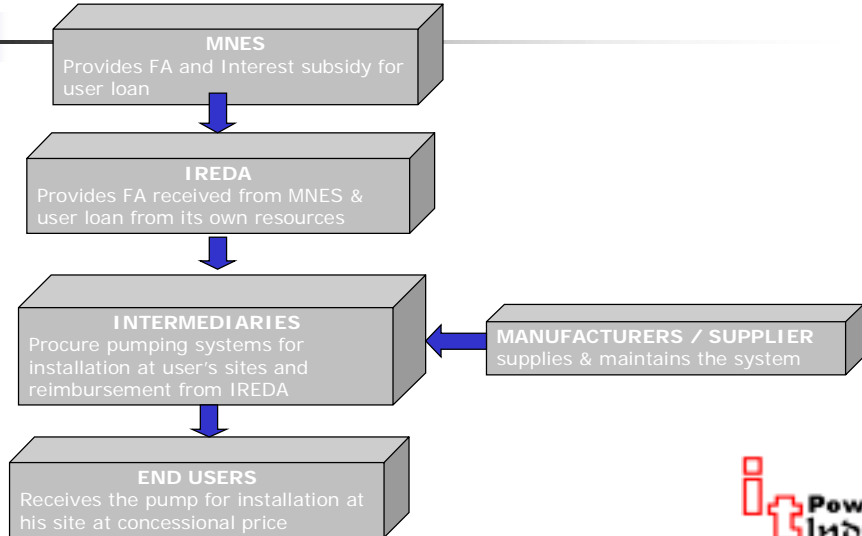 MNES
Provides FA and Interest subsidy for
user loan
IREDA
Provides FA received from MNES &
user loan from its own resources
INTERMEDIARIES
Procure pumping systems for
installation at user's sites and
reimbursement from IREDA
MANUFACTURERS / SUPPLIER
supplies & maintains the system
END USERS
Receives the pump for installation at
his site at concessional price
it Pow